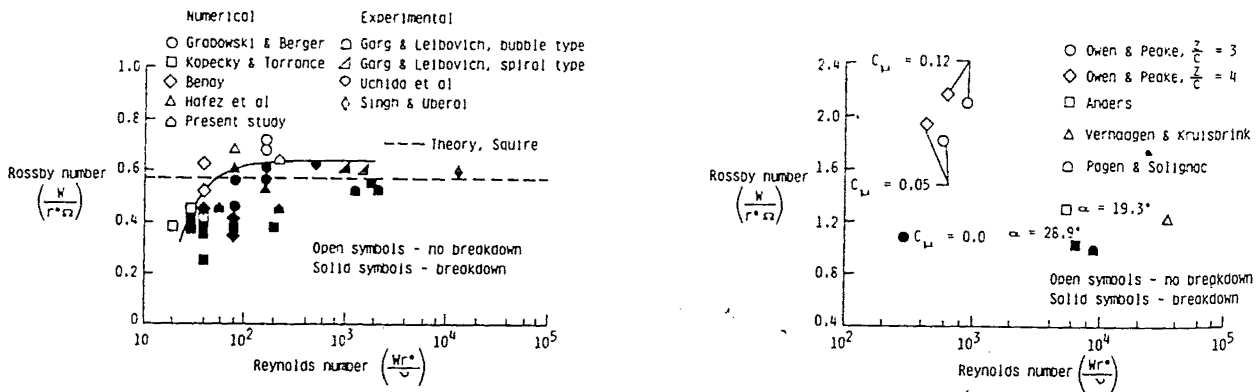 Numerical
Experimental
Grabowski & Berger
Kopecky & Torrance
Benay
Hafez et al
Present study
Garg & Leibovich, bubble type
Garg & Leibovich, spiral type
Uchida et al
Singh & Uberoi
Theory, Squire
1.0
0.8
0.6
0.4
0.2
0
Rossby number
(W/r*Ω)
Open symbols - no breakdown
Solid symbols - breakdown
10 10² 10³ 10⁴ 10⁵
Reynolds number (Wr*/ν)
Owen & Peake, Z/C = 3
Owen & Peake, Z/C = 4
Anders
Verhaagen & Kruisbrink
Pagen & Solignac
2.4
2.0
1.6
1.2
0.8
0.4
Rossby number
(W/r*Ω)
Cμ = 0.12
Cμ = 0.05
Cμ = 0.0
α = 19.3°
α = 28.9°
Open symbols - no breakdown
Solid symbols - breakdown
10² 10³ 10⁴ 10⁵
Reynolds number (Wr*/ν)